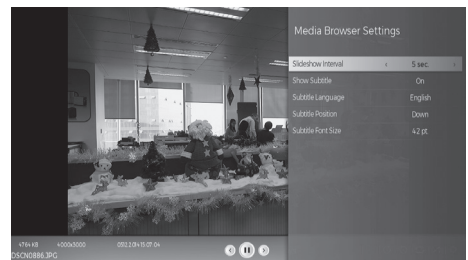 Media Browser Settings
Slideshow Interval ‹ 5 sec. ›
Show Subtitle On
Subtitle Language English
Subtitle Position Down
Subtitle Font Size 42 pt
4764 KB 4000x3000
DSCN0886.JPG